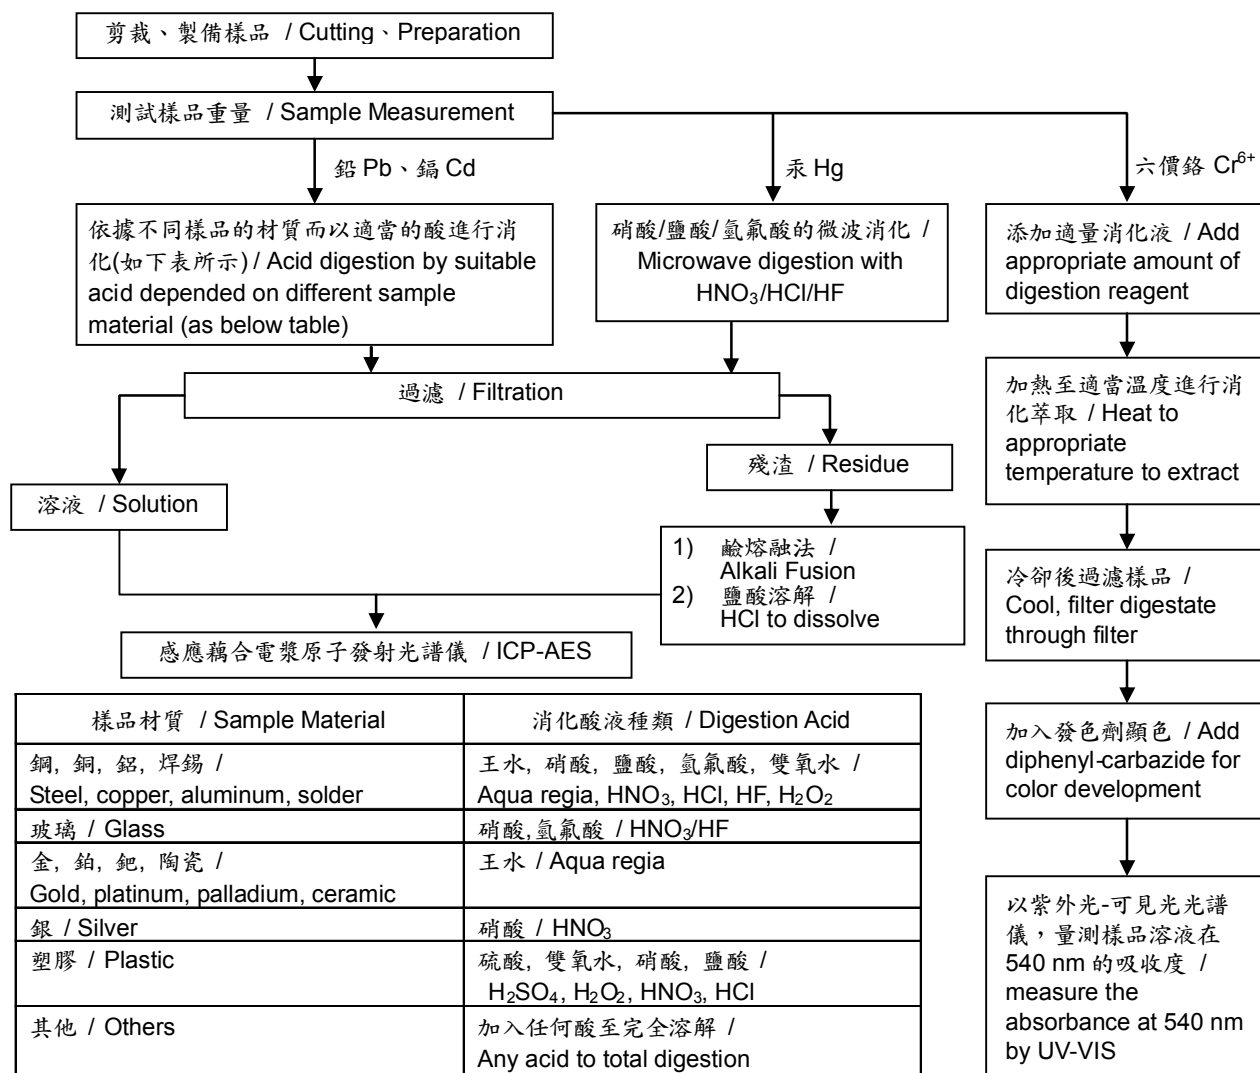 剪裁、製備樣品 / Cutting、Preparation
測試樣品重量 / Sample Measurement
鉛 Pb、鎘 Cd
汞 Hg
六價鉻 Cr⁶⁺
依據不同樣品的材質而以適當的酸進行消
化(如下表所示) / Acid digestion by suitable
acid depended on different sample
material (as below table)
硝酸/鹽酸/氫氟酸的微波消化 /
Microwave digestion with
HNO₃/HCl/HF
添加適量消化液 / Add
appropriate amount of
digestion reagent
過濾 / Filtration
加熱至適當溫度進行消
化萃取 / Heat to
appropriate
temperature to extract
溶液 / Solution
殘渣 / Residue
1) 鹼熔融法 /
Alkali Fusion
2) 鹽酸溶解 /
HCl to dissolve
冷卻後過濾樣品 /
Cool, filter digestate
through filter
感應藕合電漿原子發射光譜儀 / ICP-AES
加入發色劑顯色 / Add
diphenyl-carbazide for
color development
以紫外光-可見光光譜
儀，量測樣品溶液在
540 nm 的吸收度 /
measure the
absorbance at 540 nm
by UV-VIS
樣品材質 / Sample Material
消化酸液種類 / Digestion Acid
鋼, 銅, 鋁, 焊錫 /
Steel, copper, aluminum, solder
王水, 硝酸, 鹽酸, 氫氟酸, 雙氧水 /
Aqua regia, HNO₃, HCl, HF, H₂O₂
玻璃 / Glass
硝酸,氫氟酸 / HNO₃/HF
金, 鉑, 鈀, 陶瓷 /
Gold, platinum, palladium, ceramic
王水 / Aqua regia
銀 / Silver
硝酸 / HNO₃
塑膠 / Plastic
硫酸, 雙氧水, 硝酸, 鹽酸 /
H₂SO₄, H₂O₂, HNO₃, HCl
其他 / Others
加入任何酸至完全溶解 /
Any acid to total digestion